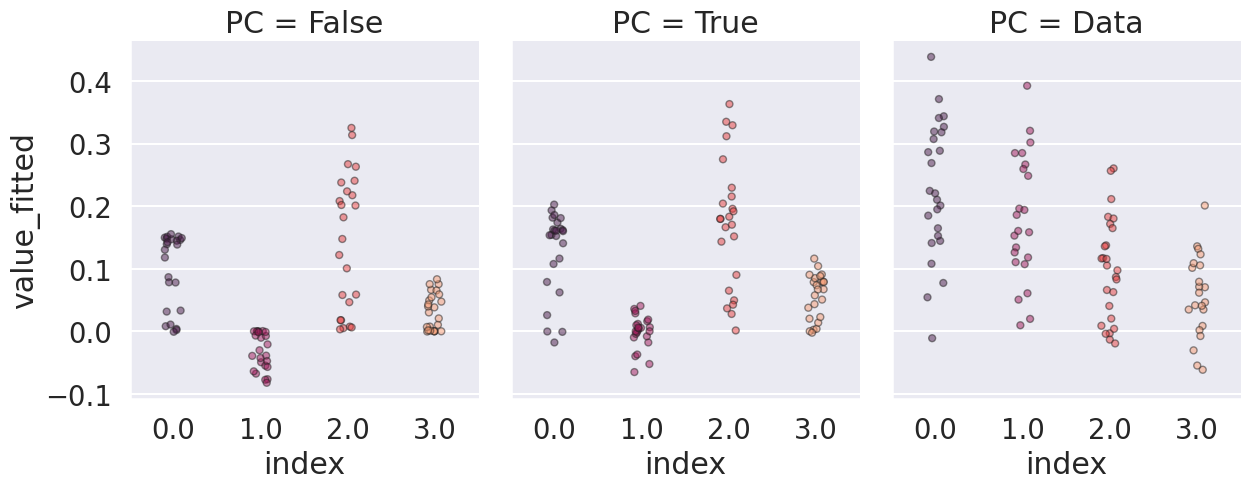 PC = False PC = True PC = Data
value_fitted
0.4
0.3
0.2
0.1
0.0
−0.1
0.0 1.0 2.0 3.0 0.0 1.0 2.0 3.0 0.0 1.0 2.0 3.0
index index index